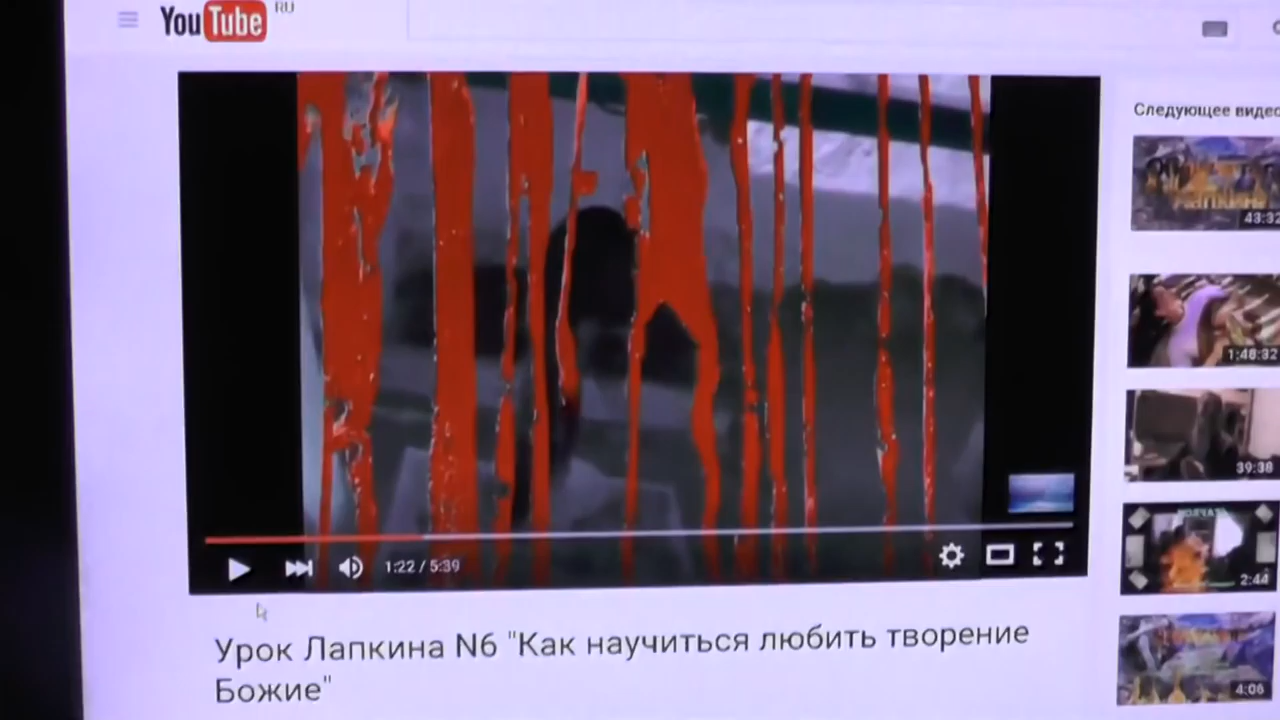 YouTube RU
Следующее видео
43:32
1:48:32
39:38
2:44
4:06
1:22 / 5:39
Урок Лапкина N6 "Как научиться любить творение
Божие"